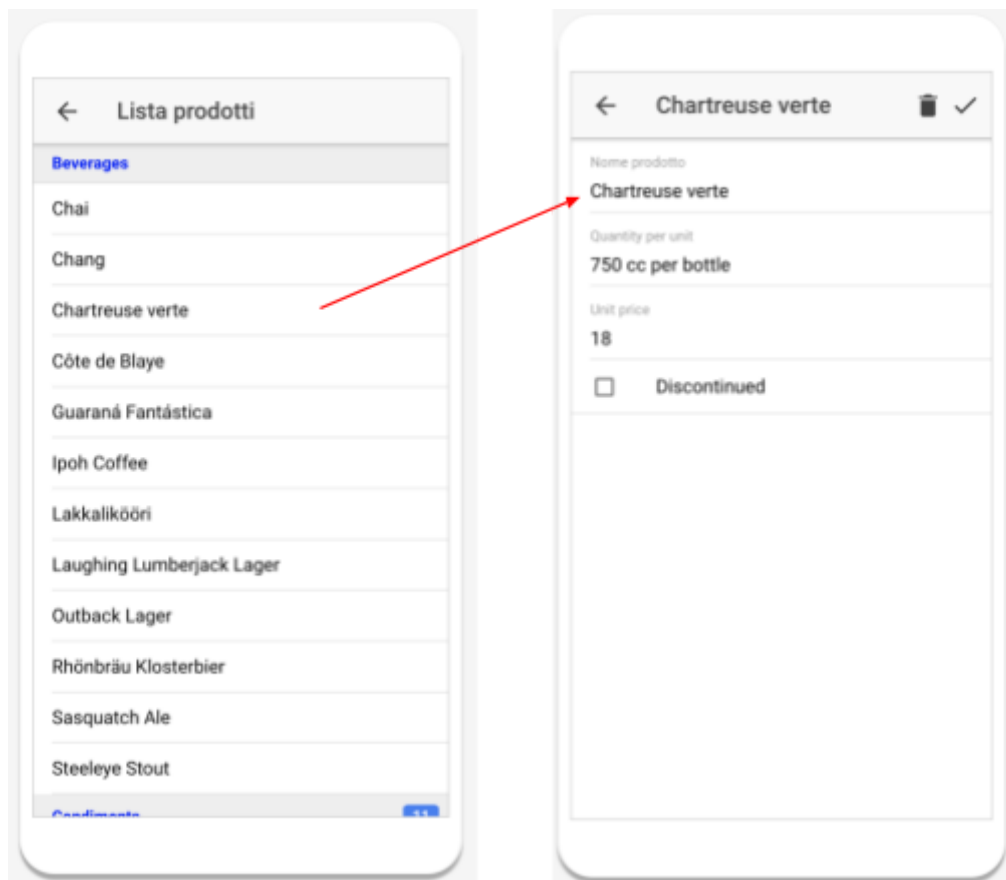 Lista prodotti
Beverages
Chai
Chang
Chartreuse verte
Côte de Blaye
Guaraná Fantástica
Ipoh Coffee
Lakkalikööri
Laughing Lumberjack Lager
Outback Lager
Rhönbräu Klosterbier
Sasquatch Ale
Steeleye Stout
Chartreuse verte
Nome prodotto
Chartreuse verte
Quantity per unit
750 cc per bottle
Unit price
18
Discontinued